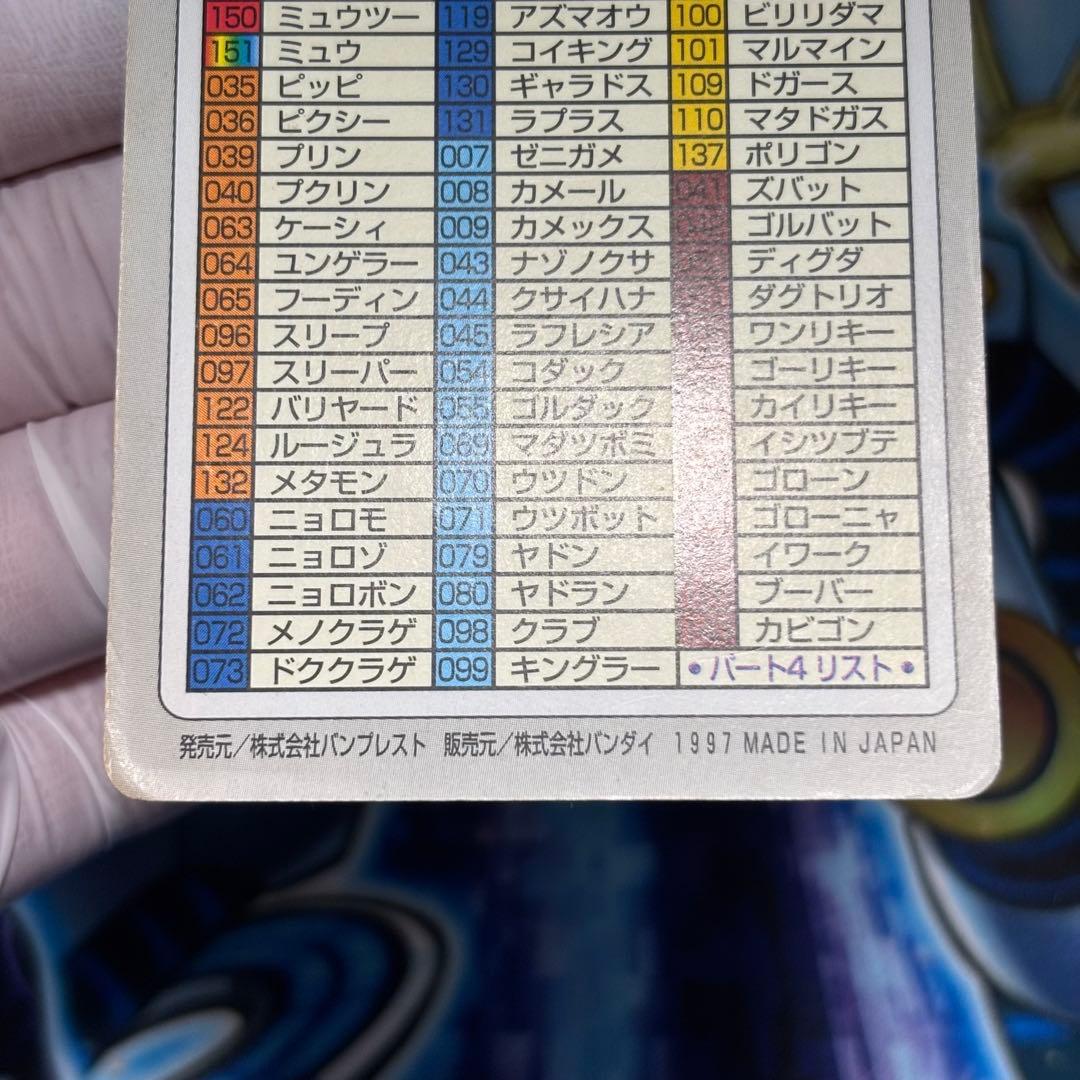 150 ミュウツー 119 アズマオウ 100 ビリリダマ
151 ミュウ 129 コイキング 101 マルマイン
035 ピッピ 130 ギャラドス 109 ドガース
036 ピクシー 131 ラプラス 110 マタドガス
039 プリン 007 ゼニガメ 137 ポリゴン
040 プクリン 008 カメール 041 ズバット
063 ケーシィ 009 カメックス ゴルバット
064 ユンゲラー 043 ナゾノクサ ディグダ
065 フーディン 044 クサイハナ ダグトリオ
096 スリープ 045 ラフレシア ワンリキー
097 スリーパー 054 コダック ゴーリキー
122 バリヤード 055 ゴルダック カイリキー
124 ルージュラ 069 マダツボミ イシツブテ
132 メタモン 070 ウツドン ゴローン
060 ニョロモ 071 ウツボット ゴローニャ
061 ニョロゾ 079 ヤドン イワーク
062 ニョロボン 080 ヤドラン ブーバー
072 メノクラゲ 098 クラブ カビゴン
073 ドククラゲ 099 キングラー •パート4リスト•
発売元/株式会社バンプレスト 販売元/株式会社バンダイ 1997 MADE IN JAPAN